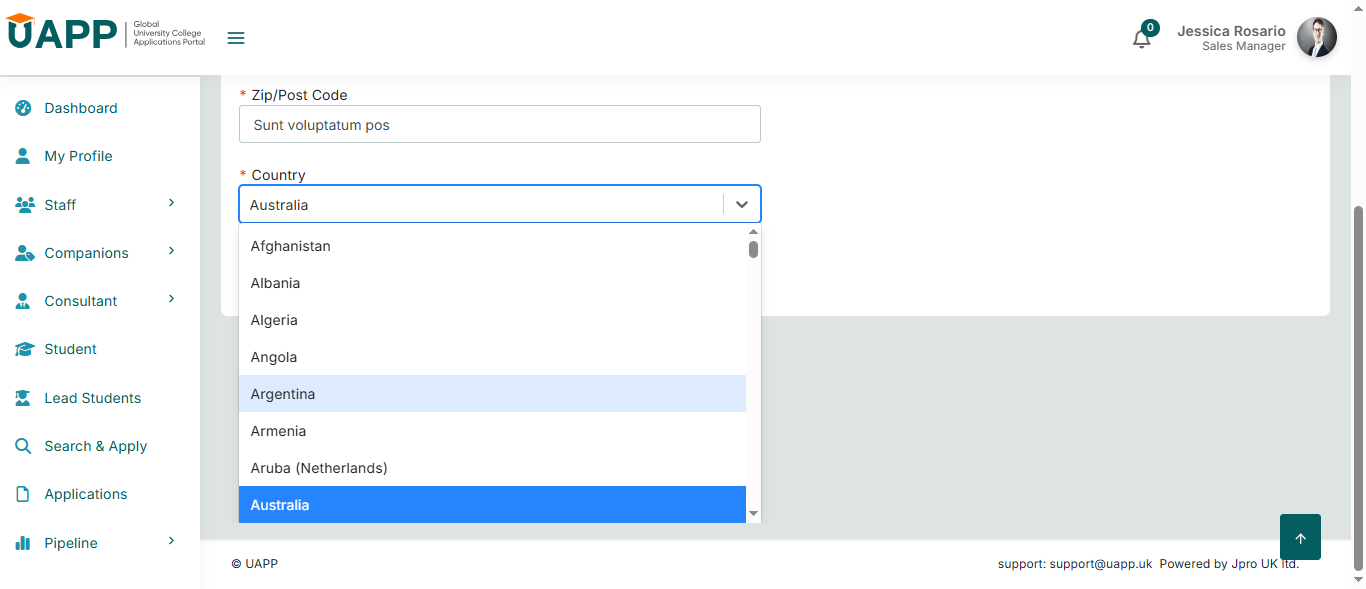 UAPP
Global
University College
Applications Portal
0
Jessica Rosario
Sales Manager
Dashboard
My Profile
Staff
Companions
Consultant
Student
Lead Students
Search & Apply
Applications
Pipeline
* Zip/Post Code
Sunt voluptatum pos
* Country
Australia
Afghanistan
Albania
Algeria
Angola
Argentina
Armenia
Aruba (Netherlands)
Australia
© UAPP
support: support@uapp.uk Powered by Jpro UK ltd.